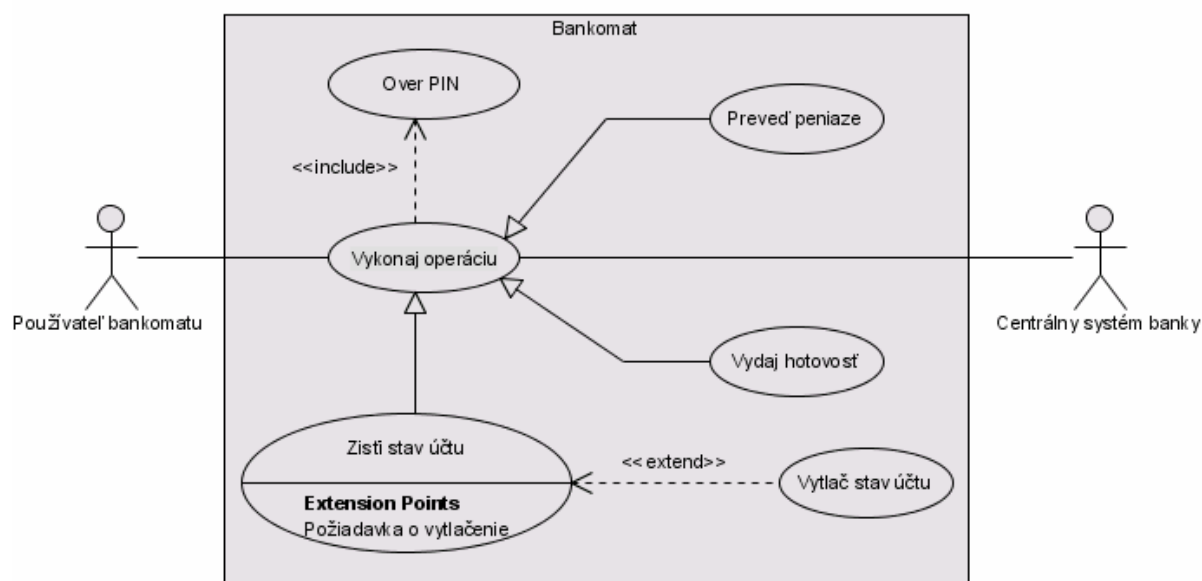 Bankomat
Over PIN
Preveď peniaze
<<include>>
Vykonaj operáciu
Používateľ bankomatu
Centrálny systém banky
Vydaj hotovosť
Zisti stav účtu
<<extend>>
Vytlač stav účtu
Extension Points
Požiadavka o vytlačenie